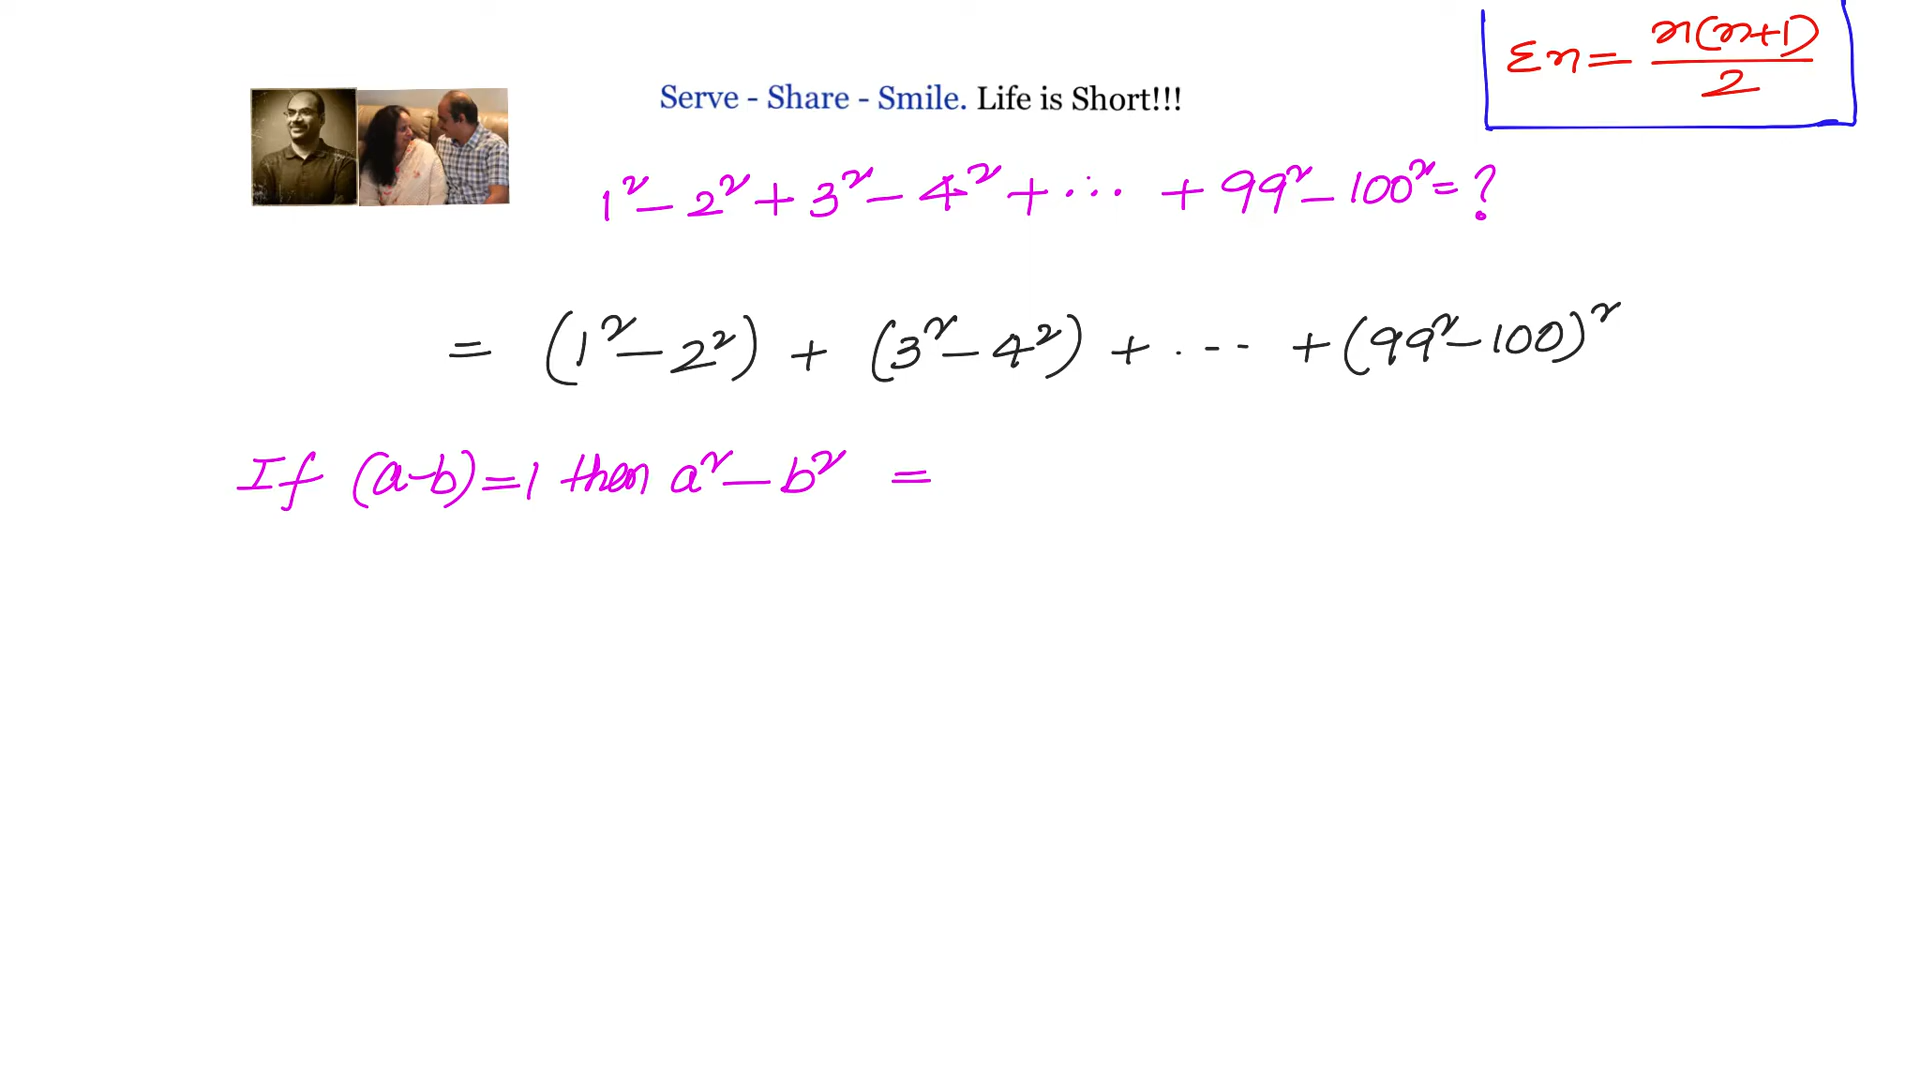 Σn = n(n+1)/2
Serve - Share - Smile. Life is Short!!!
1² - 2² + 3² - 4² + ... + 99² - 100² = ?
= (1² - 2²) + (3² - 4²) + ... + (99² - 100)²
If (a-b)=1 then a² - b² =